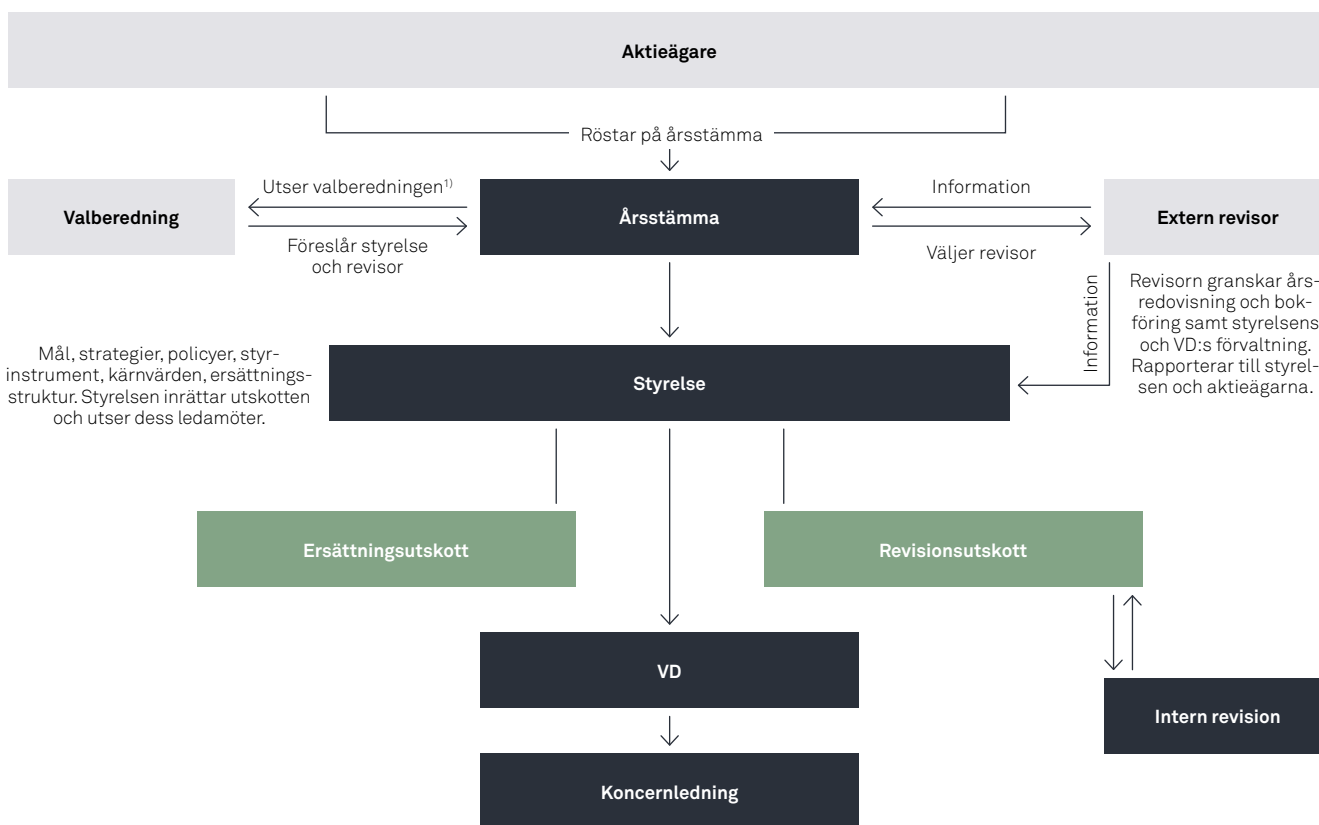 Aktieägare
Röstar på årsstämma
Utser valberedningen¹⁾
Information
Valberedning
Årsstämma
Extern revisor
Föreslår styrelse
och revisor
Väljer revisor
Information
Revisorn granskar års-
redovisning och bok-
föring samt styrelsens
och VD:s förvaltning.
Rapporterar till styrel-
sen och aktieägarna.
Mål, strategier, policyer, styr-
instrument, kärnvärden, ersättnings-
struktur. Styrelsen inrättar utskotten
och utser dess ledamöter.
Styrelse
Ersättningsutskott
Revisionsutskott
VD
Intern revision
Koncernledning